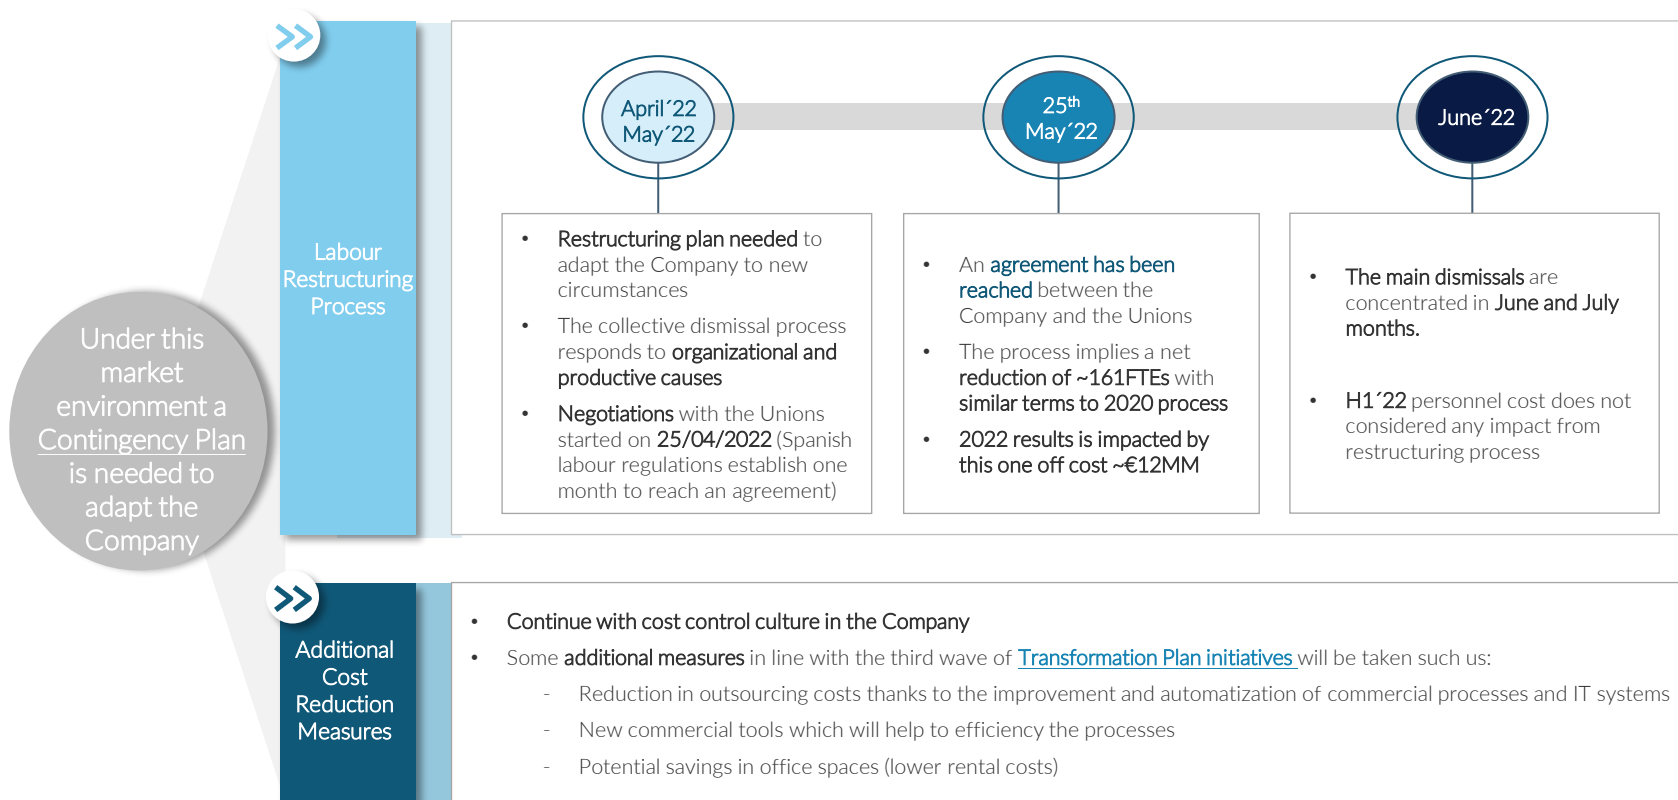 Under this
market
environment a
Contingency Plan
is needed to
adapt the
Company
Labour
Restructuring
Process
April´22
May´22
• Restructuring plan needed to
adapt the Company to new
circumstances
• The collective dismissal process
responds to organizational and
productive causes
• Negotiations with the Unions
started on 25/04/2022 (Spanish
labour regulations establish one
month to reach an agreement)
25th
May´22
• An agreement has been
reached between the
Company and the Unions
• The process implies a net
reduction of ~161FTEs with
similar terms to 2020 process
• 2022 results is impacted by
this one off cost ~€12MM
June´22
• The main dismissals are
concentrated in June and July
months.
• H1´22 personnel cost does not
considered any impact from
restructuring process
Additional
Cost
Reduction
Measures
• Continue with cost control culture in the Company
• Some additional measures in line with the third wave of Transformation Plan initiatives will be taken such us:
- Reduction in outsourcing costs thanks to the improvement and automatization of commercial processes and IT systems
- New commercial tools which will help to efficiency the processes
- Potential savings in office spaces (lower rental costs)